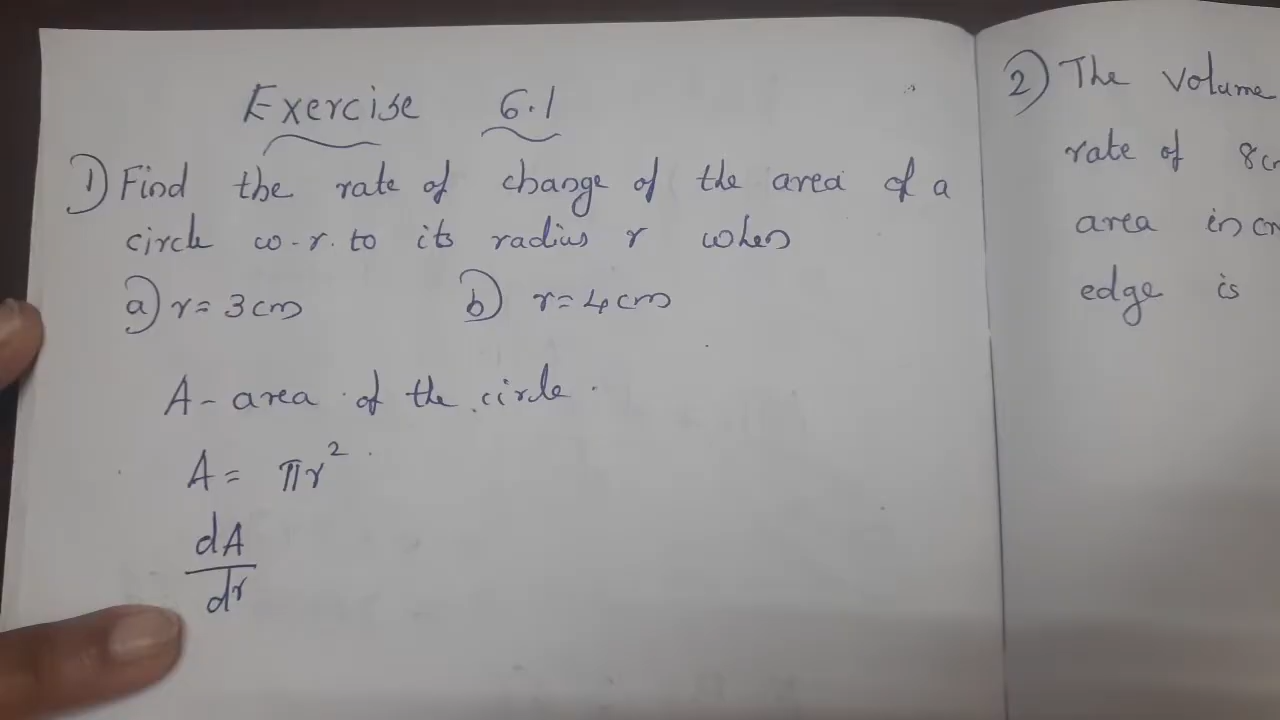 Exercise 6.1
1) Find the rate of change of the area of a
circle w.r.to its radius r when
a) r = 3cm b) r = 4cm
A - area of the circle.
A = πr²
dA
dr
2) The Volume
rate of 8c
area in c
edge is